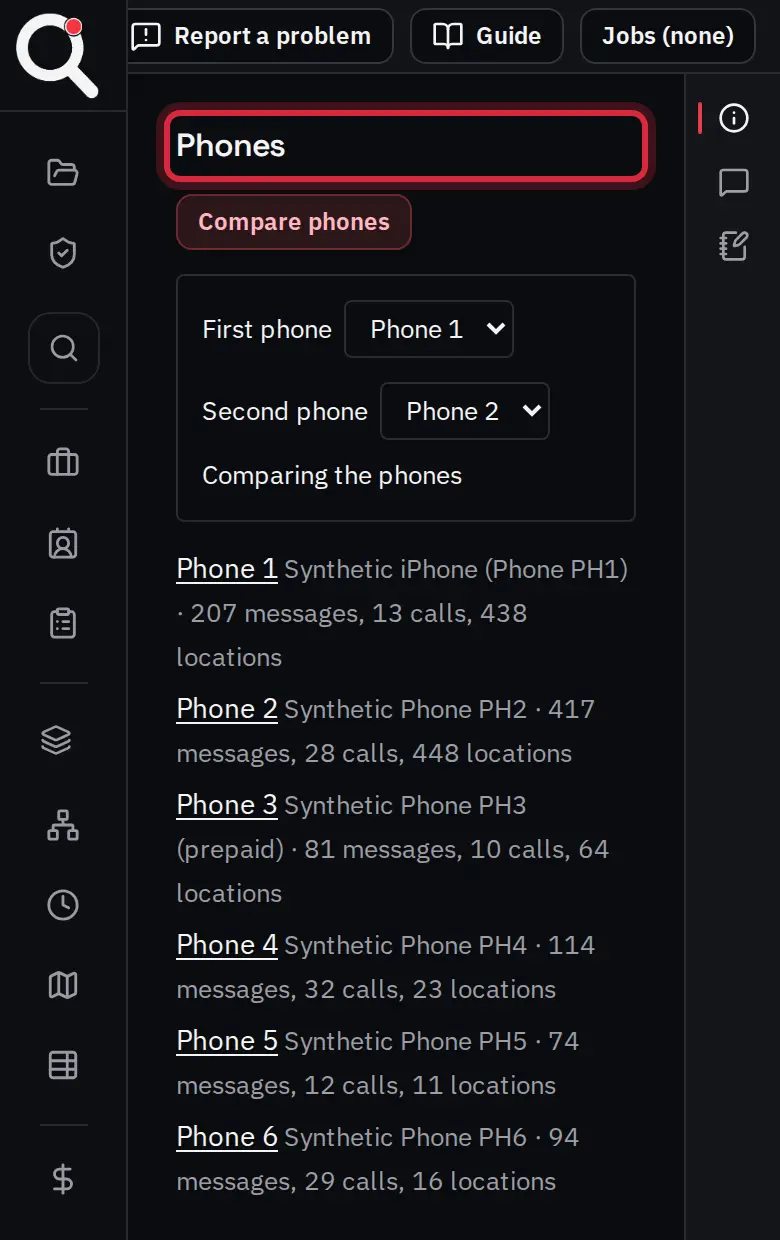 Report a problem
Guide
Jobs (none)
Phones
Compare phones
First phone
Phone 1
Second phone
Phone 2
Comparing the phones
Phone 1 Synthetic iPhone (Phone PH1)
· 207 messages, 13 calls, 438
locations
Phone 2 Synthetic Phone PH2 · 417
messages, 28 calls, 448 locations
Phone 3 Synthetic Phone PH3
(prepaid) · 81 messages, 10 calls, 64
locations
Phone 4 Synthetic Phone PH4 · 114
messages, 32 calls, 23 locations
Phone 5 Synthetic Phone PH5 · 74
messages, 12 calls, 11 locations
Phone 6 Synthetic Phone PH6 · 94
messages, 29 calls, 16 locations